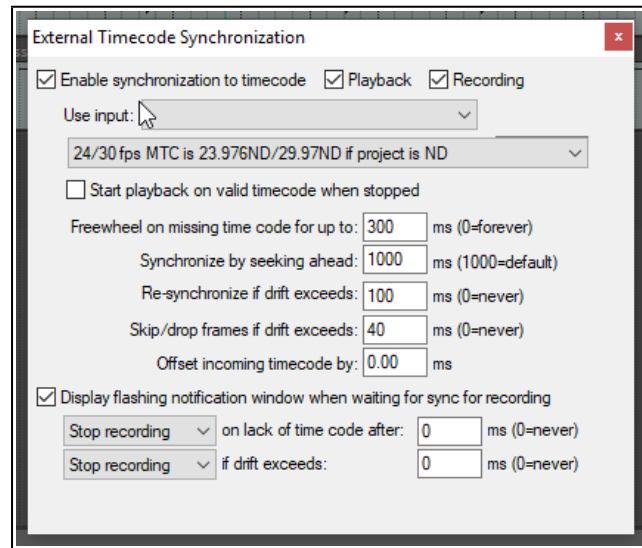 External Timecode Synchronization
x
Enable synchronization to timecode Playback Recording
Use input:
24/30 fps MTC is 23.976ND/29.97ND if project is ND
Start playback on valid timecode when stopped
Freewheel on missing time code for up to: 300 ms (0=forever)
Synchronize by seeking ahead: 1000 ms (1000=default)
Re-synchronize if drift exceeds: 100 ms (0=never)
Skip/drop frames if drift exceeds: 40 ms (0=never)
Offset incoming timecode by: 0.00 ms
Display flashing notification window when waiting for sync for recording
Stop recording on lack of time code after: 0 ms (0=never)
Stop recording if drift exceeds: 0 ms (0=never)